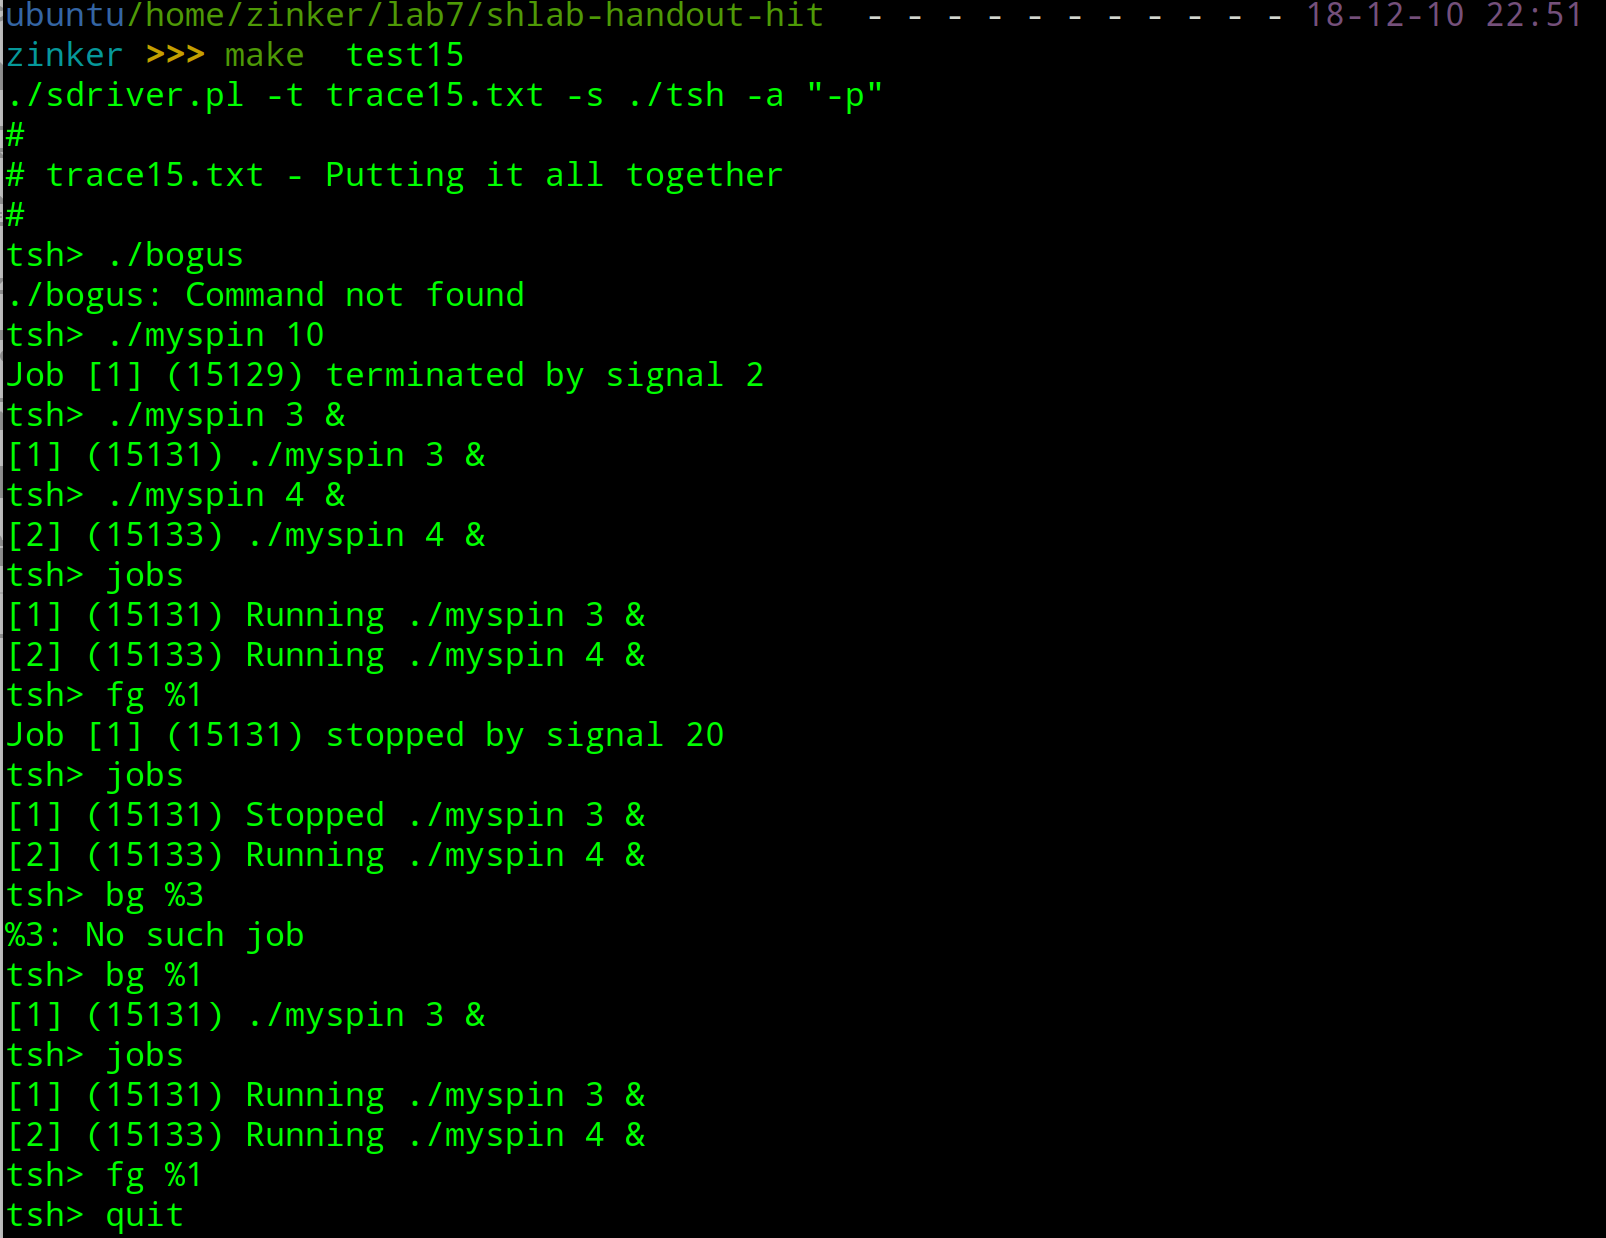 ubuntu/home/zinker/lab7/shlab-handout-hit - - - - - - - - - - - 18-12-10 22:51
zinker >>> make  test15
./sdriver.pl -t trace15.txt -s ./tsh -a "-p"
#
# trace15.txt - Putting it all together
#
tsh> ./bogus
./bogus: Command not found
tsh> ./myspin 10
Job [1] (15129) terminated by signal 2
tsh> ./myspin 3 &
[1] (15131) ./myspin 3 &
tsh> ./myspin 4 &
[2] (15133) ./myspin 4 &
tsh> jobs
[1] (15131) Running ./myspin 3 &
[2] (15133) Running ./myspin 4 &
tsh> fg %1
Job [1] (15131) stopped by signal 20
tsh> jobs
[1] (15131) Stopped ./myspin 3 &
[2] (15133) Running ./myspin 4 &
tsh> bg %3
%3: No such job
tsh> bg %1
[1] (15131) ./myspin 3 &
tsh> jobs
[1] (15131) Running ./myspin 3 &
[2] (15133) Running ./myspin 4 &
tsh> fg %1
tsh> quit